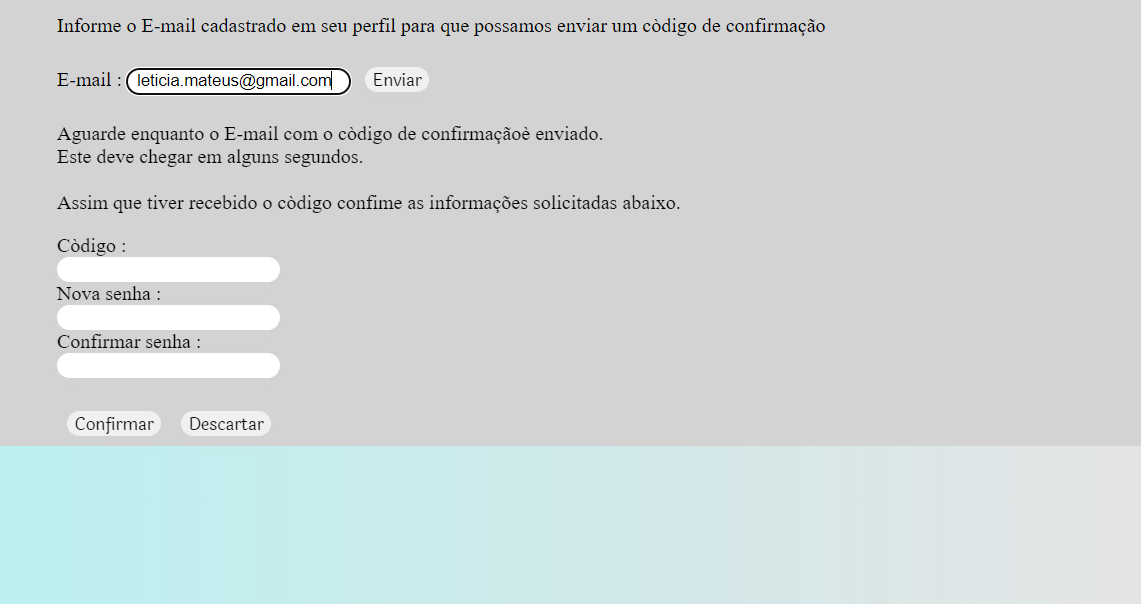 Informe o E-mail cadastrado em seu perfil para que possamos enviar um còdigo de confirmação
E-mail : leticia.mateus@gmail.com Enviar
Aguarde enquanto o E-mail com o còdigo de confirmaçãoè enviado.
Este deve chegar em alguns segundos.
Assim que tiver recebido o còdigo confime as informações solicitadas abaixo.
Còdigo :
Nova senha :
Confirmar senha :
Confirmar Descartar